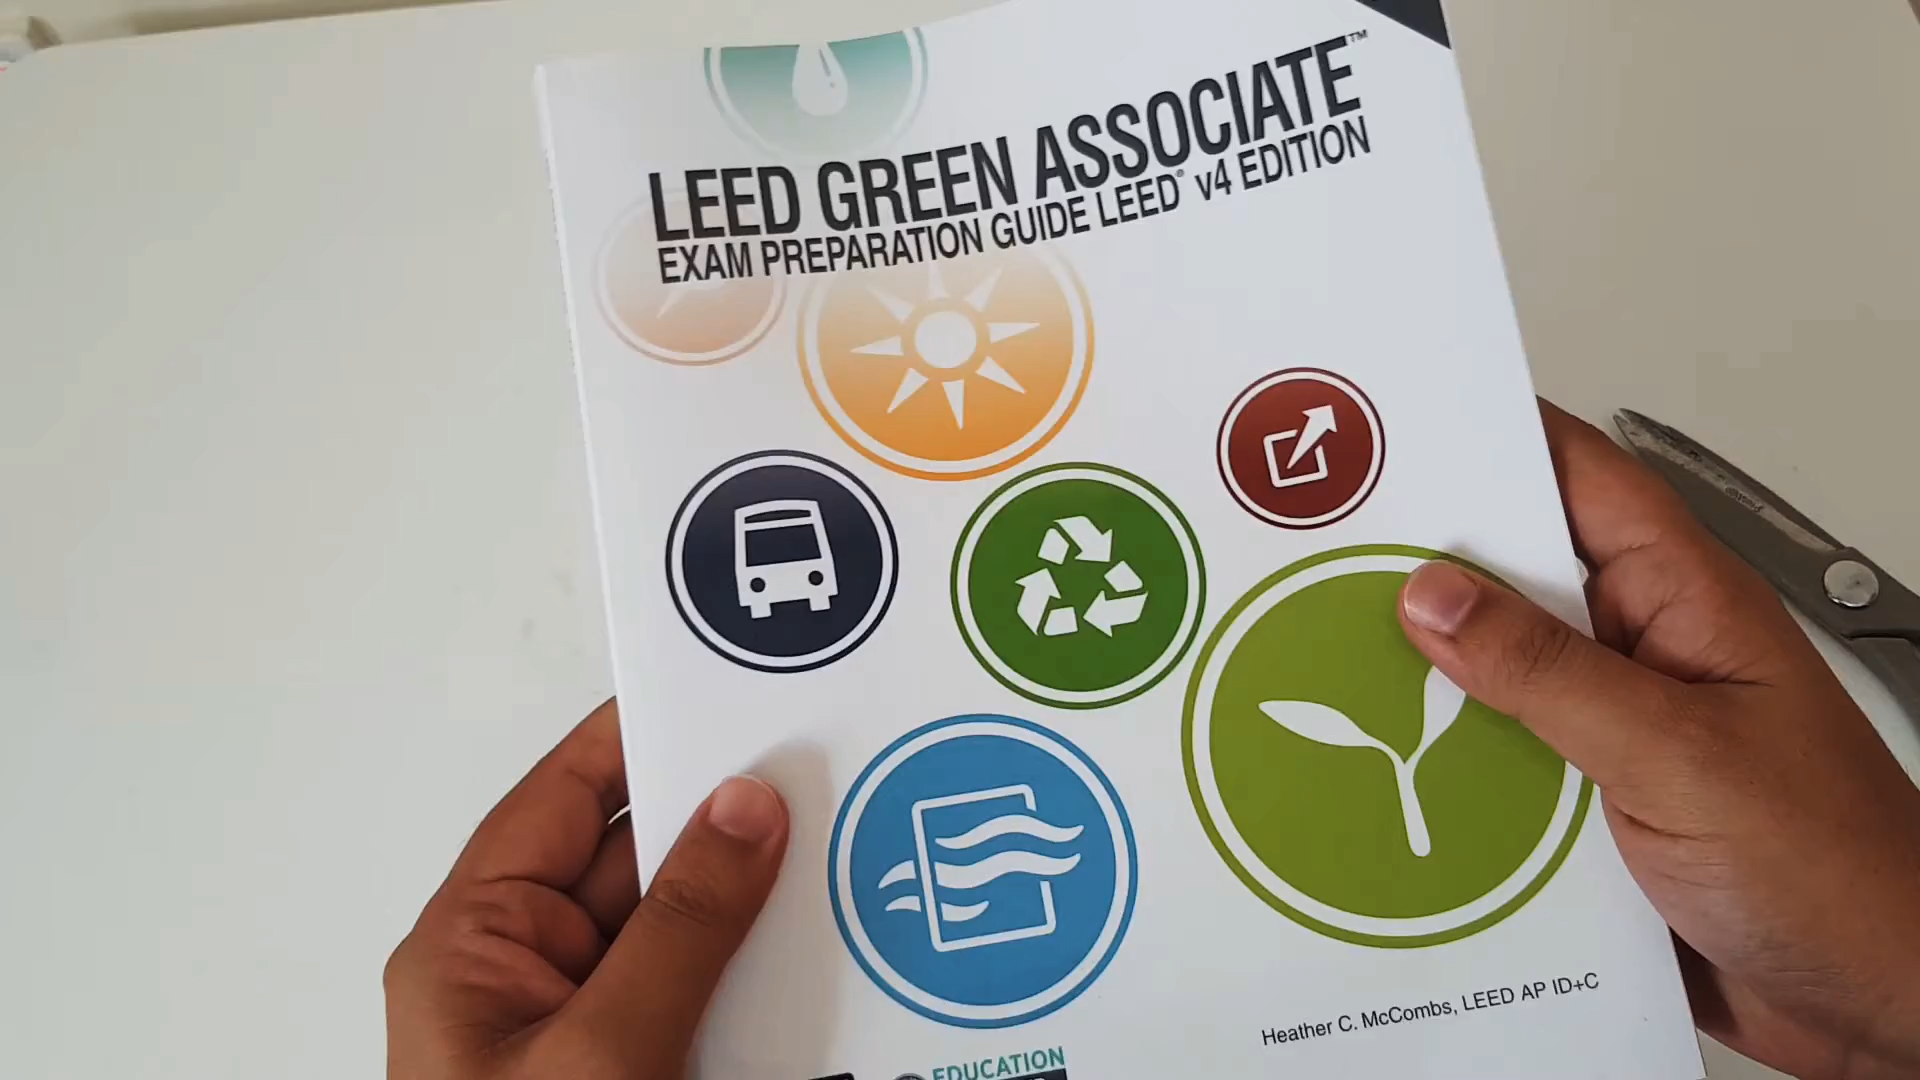 LEED GREEN ASSOCIATE™
EXAM PREPARATION GUIDE LEED® v4 EDITION
Heather C. McCombs, LEED AP ID+C
EDUCATION